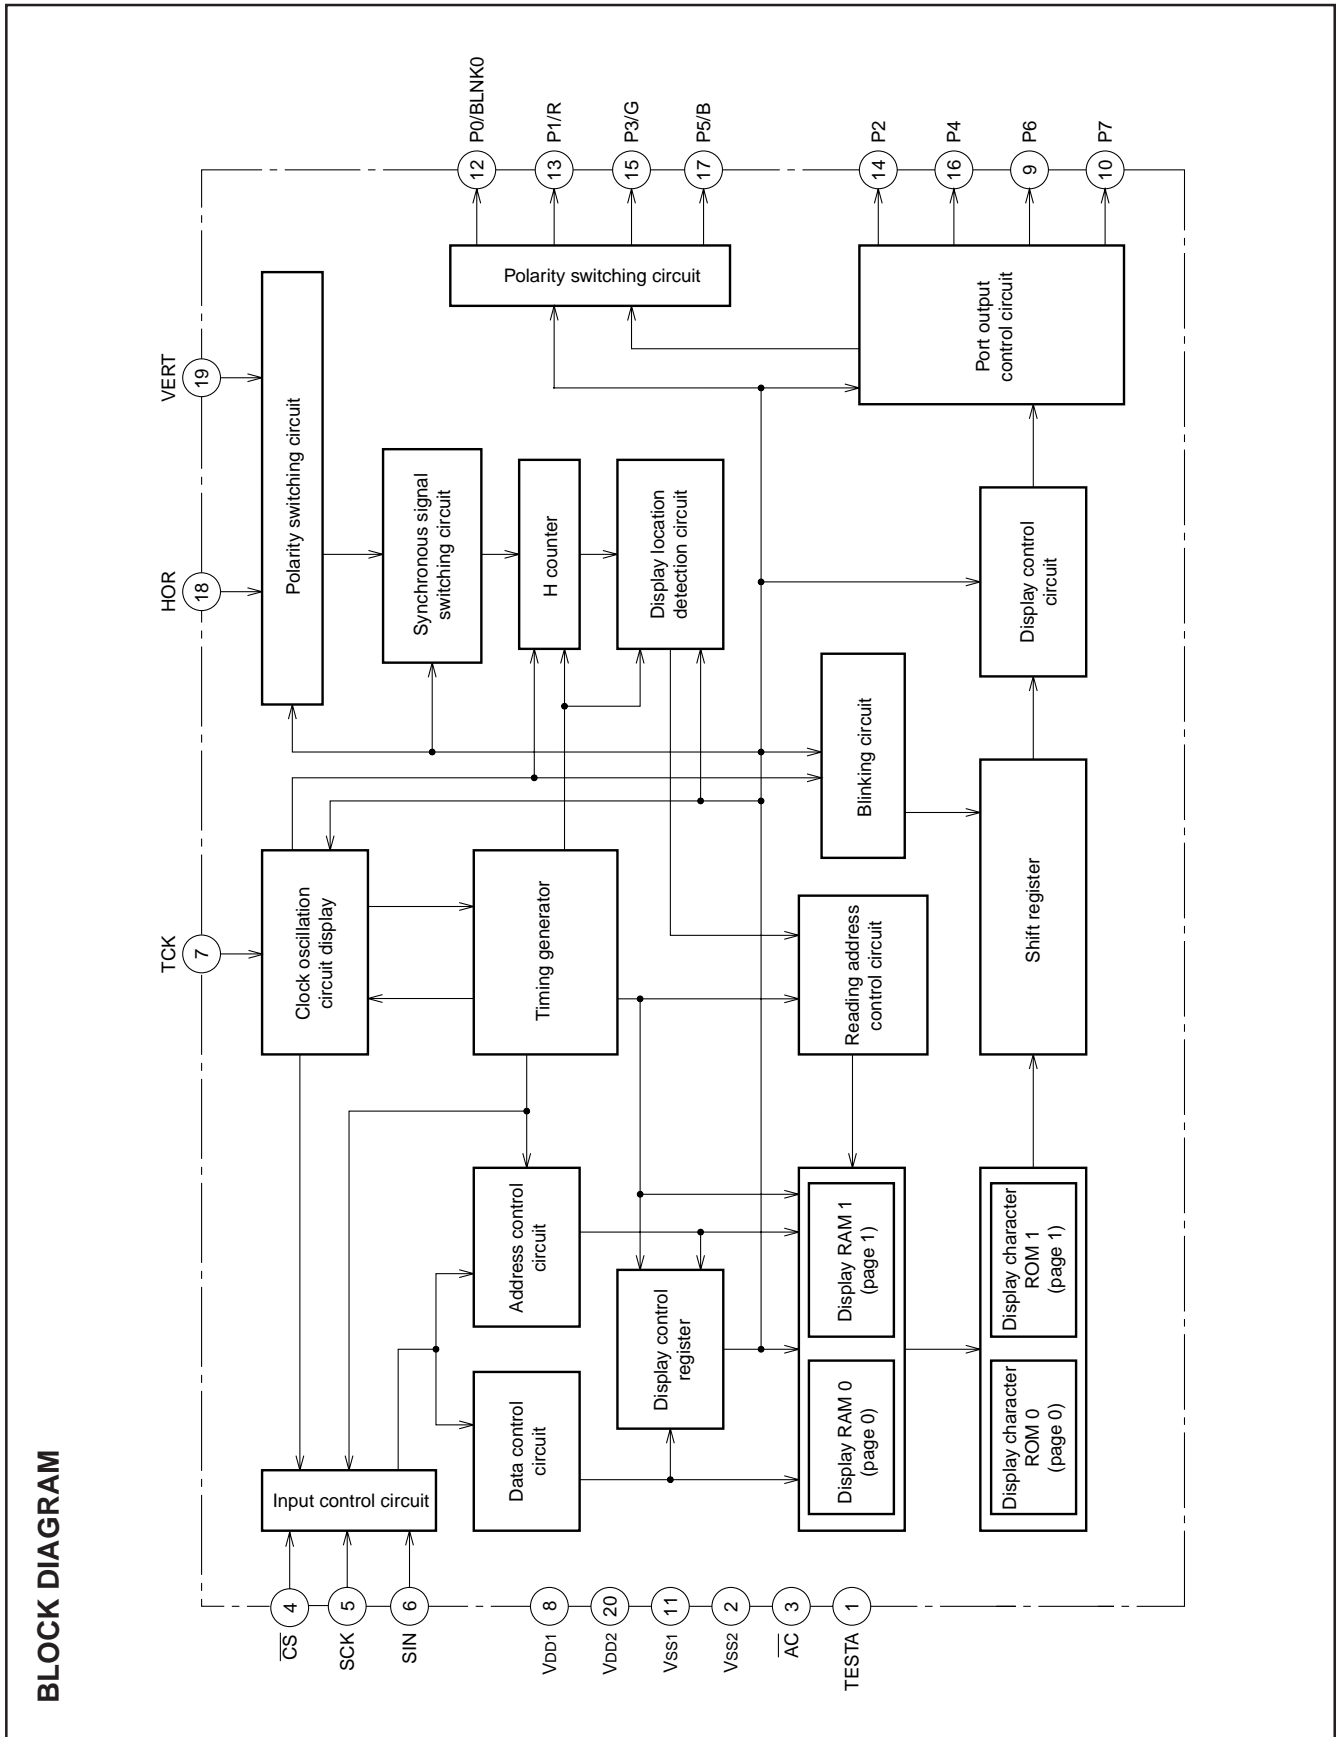 BLOCK DIAGRAM
TCK
7
HOR
18
VERT
19
CS
4
SCK
5
SIN
6
VDD1
8
VDD2
20
VSS1
11
VSS2
2
AC
3
TESTA
1
Input control circuit
Clock oscillation
circuit display
Polarity switching circuit
Synchronous signal
switching circuit
Data control
circuit
Address control
circuit
Timing generator
H counter
Display control
register
Display location
detection circuit
Polarity switching circuit
Display RAM 0
(page 0)
Display RAM 1
(page 1)
Reading address
control circuit
Blinking circuit
Display character
ROM 0
(page 0)
Display character
ROM 1
(page 1)
Shift register
Display control
circuit
Port output
control circuit
12
P0/BLNK0
13
P1/R
15
P3/G
17
P5/B
14
P2
16
P4
9
P6
10
P7